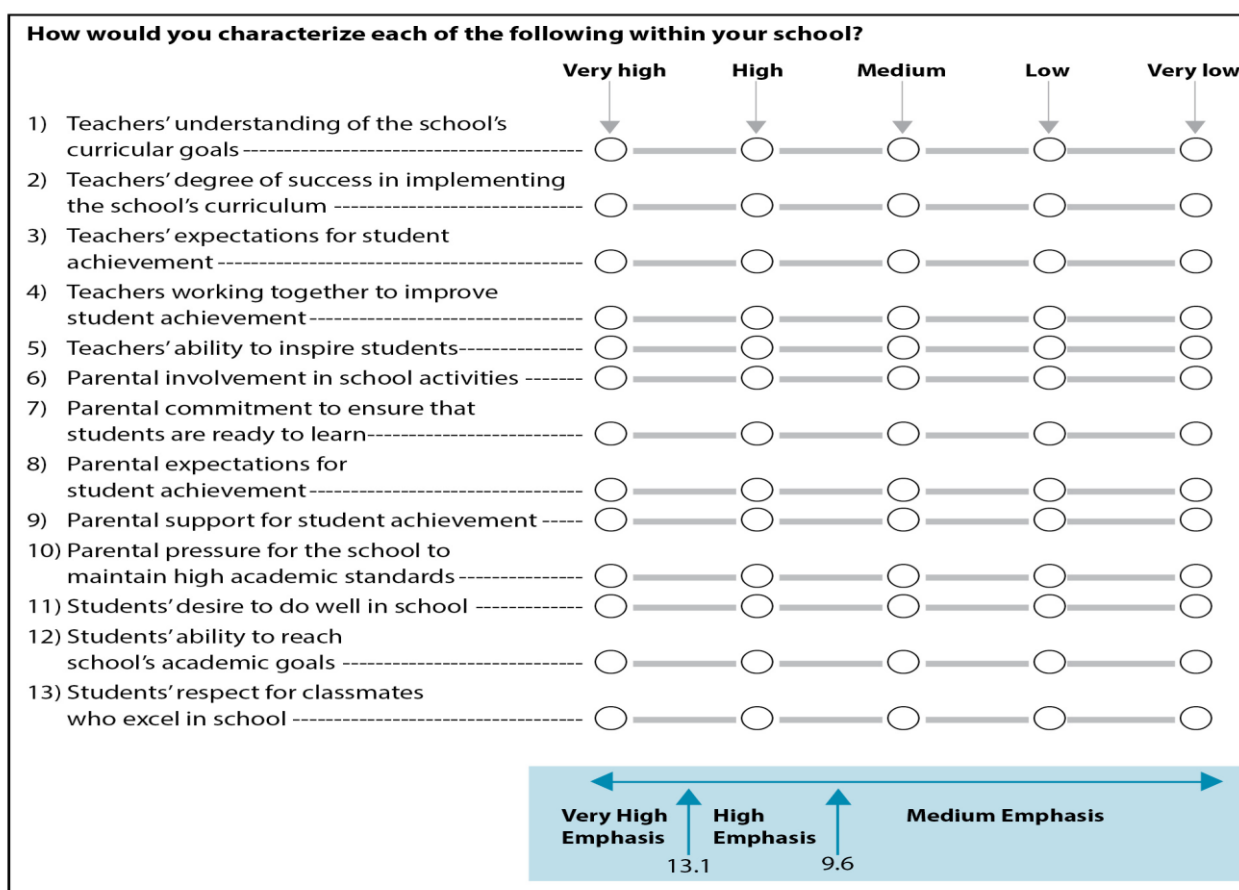 How would you characterize each of the following within your school?
Very high High Medium Low Very low
1) Teachers' understanding of the school's
curricular goals
2) Teachers' degree of success in implementing
the school's curriculum
3) Teachers' expectations for student
achievement
4) Teachers working together to improve
student achievement
5) Teachers' ability to inspire students
6) Parental involvement in school activities
7) Parental commitment to ensure that
students are ready to learn
8) Parental expectations for
student achievement
9) Parental support for student achievement
10) Parental pressure for the school to
maintain high academic standards
11) Students' desire to do well in school
12) Students' ability to reach
school's academic goals
13) Students' respect for classmates
who excel in school
Very High High Medium Emphasis
Emphasis Emphasis
13.1 9.6